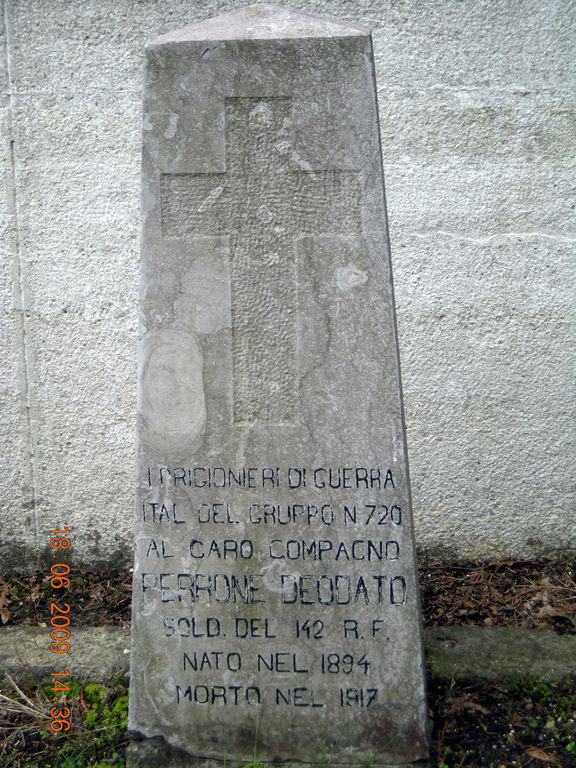 I PRIGIONIERI DI GUERRA
ITAL DEL GRUPPO N 720
AL CARO COMPAGNO
PERRONE DEODATO
SOLD. DEL 142 R. F.
NATO NEL 1894
MORTO NEL 1917
18 06 2009 14:36